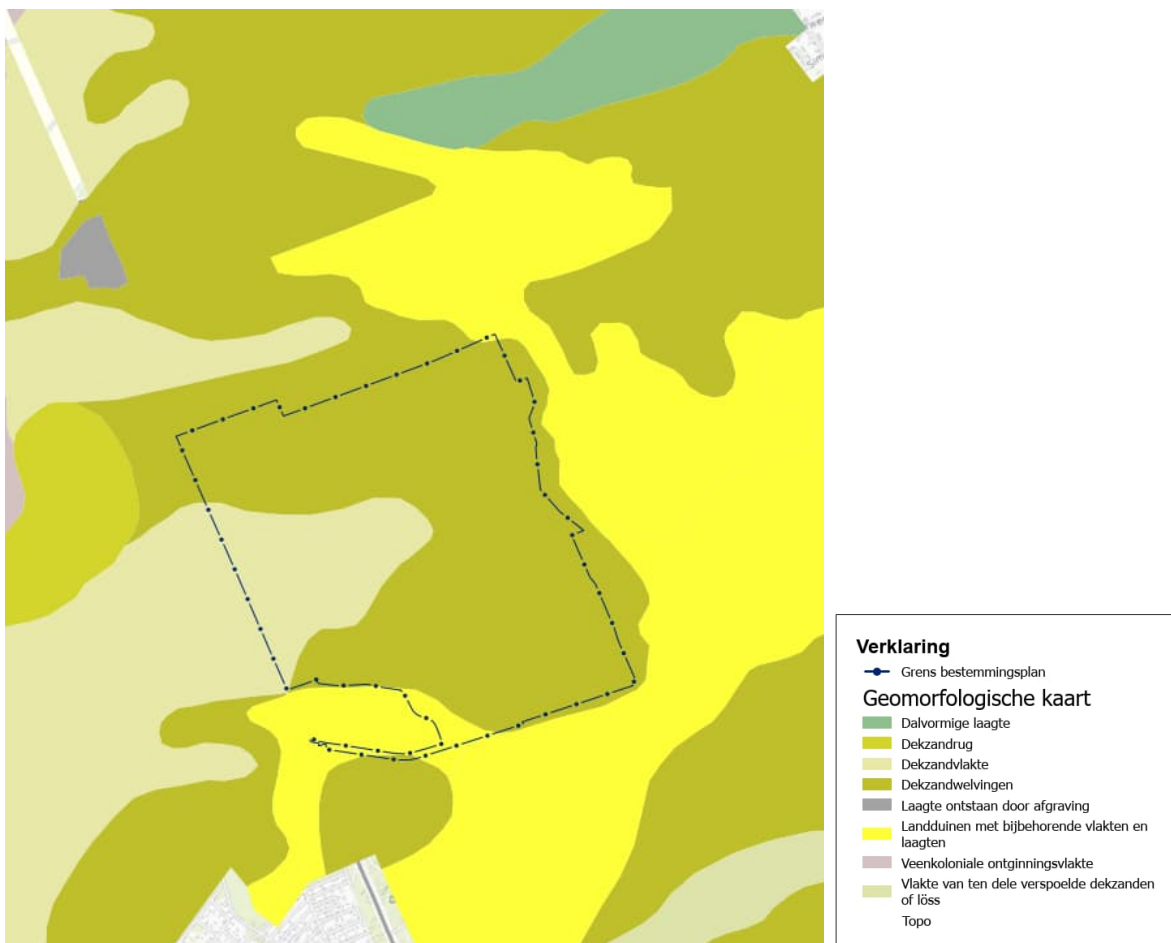 Verklaring
Grens bestemmingsplan
Geomorfologische kaart
Dalvormige laagte
Dekzandrug
Dekzandvlakte
Dekzandwelvingen
Laagte ontstaan door afgraving
Landduinen met bijbehorende vlakten en
laagten
Veenkoloniale ontginningsvlakte
Vlakte van ten dele verspoelde dekzanden
of löss
Topo